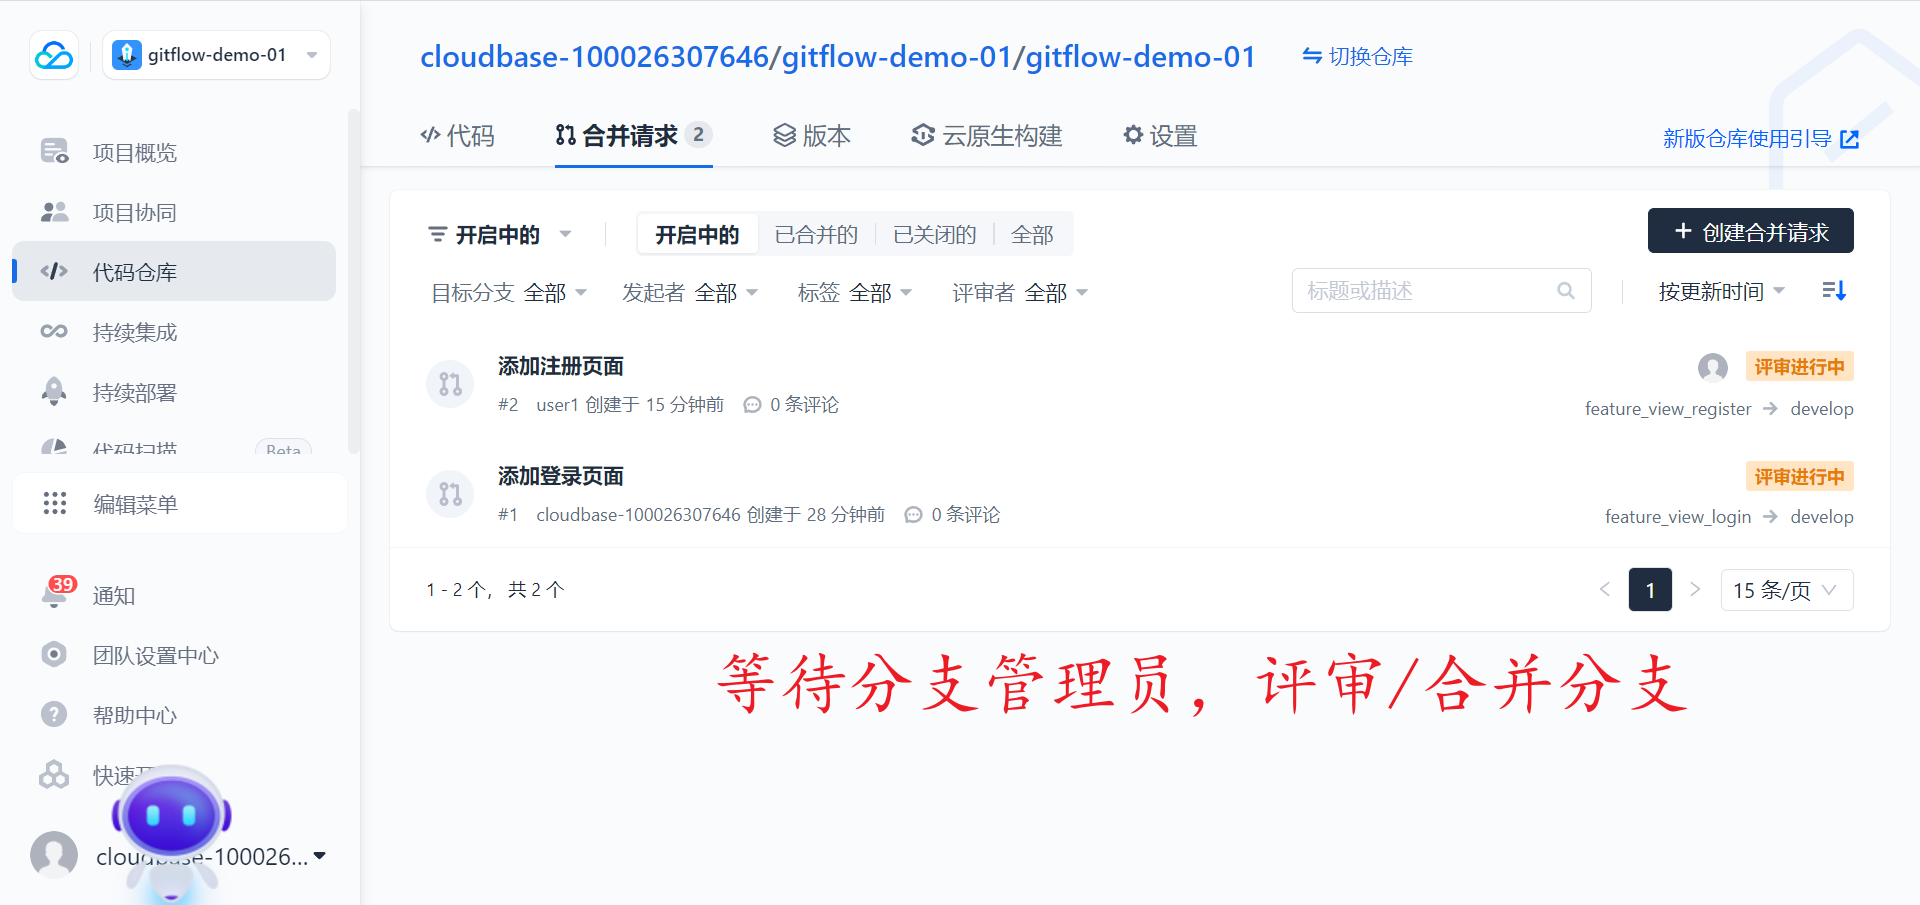 gitflow-demo-01
项目概览
项目协同
代码仓库
持续集成
持续部署
代码扫描 Beta
编辑菜单
39
通知
团队设置中心
帮助中心
快速
cloudbase-100026...
cloudbase-100026307646/gitflow-demo-01/gitflow-demo-01 切换仓库
代码 合并请求 2 版本 云原生构建 设置
新版仓库使用引导
开启中的 开启中的 已合并的 已关闭的 全部
+ 创建合并请求
目标分支 全部 发起者 全部 标签 全部 评审者 全部
标题或描述
按更新时间
添加注册页面
评审进行中
#2 user1 创建于 15 分钟前 0 条评论
feature_view_register → develop
添加登录页面
评审进行中
#1 cloudbase-100026307646 创建于 28 分钟前 0 条评论
feature_view_login → develop
1 - 2 个， 共 2 个
< 1 > 15 条/页
等待分支管理员，评审/合并分支